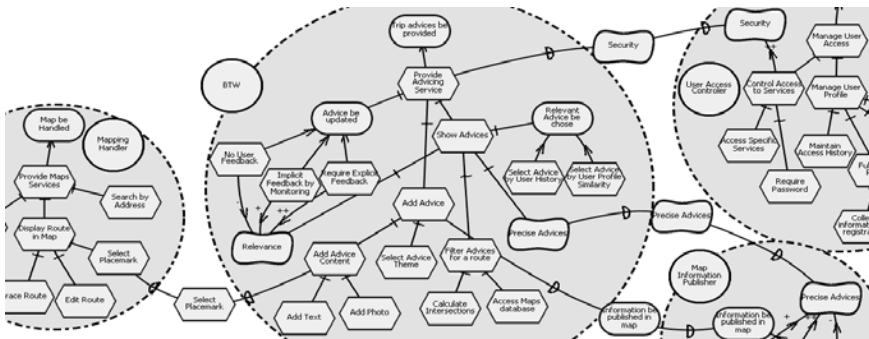 Trip advices be
provided
Security
Security
Manage User
Access
BTW
Provide
Advicing
Service
User Access
Controler
Control Access
to Services
Manage User
Profile
Map be
Handled
Mapping
Handler
Advice be
updated
Show Advices
Relevant
Advice be
chose
No User
Feedback
Implicit
Feedback by
Monitoring
Require Explicit
Feedback
Select Advice
by User History
Select Advice
by User Profile
Similarity
Access Specific
Services
Maintain
Access History
Provide Maps
Services
Search by
Address
Require
Password
Add Advice
Precise Advices
Precise Advices
Display Route
in Map
Select
Placemark
Relevance
Add Advice
Content
Select Advice
Theme
Filter Advices
for a route
Map
Information
Publisher
Edit Route
Select
Placemark
Add Text
Add Photo
Calculate
Intersections
Access Maps
database
Information be
published in
map
Information be
published in
map
Precise Advices